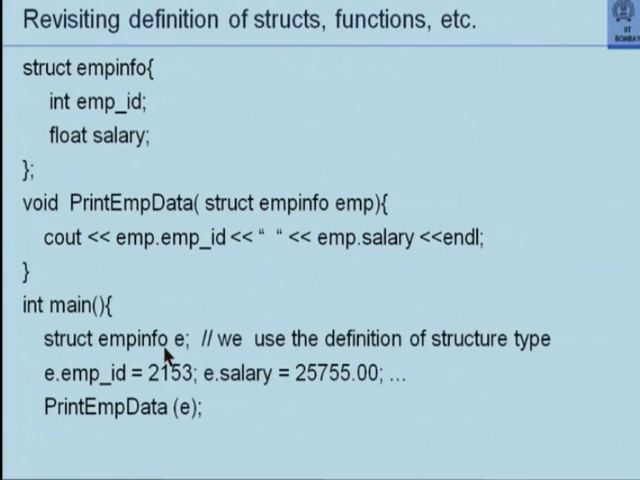 Revisiting definition of structs, functions, etc.
IIT
BOMBAY
struct empinfo{
int emp_id;
float salary;
};
void PrintEmpData( struct empinfo emp){
cout << emp.emp_id << “ “ << emp.salary <<endl;
}
int main(){
struct empinfo e; // we use the definition of structure type
e.emp_id = 2153; e.salary = 25755.00; ...
PrintEmpData (e);